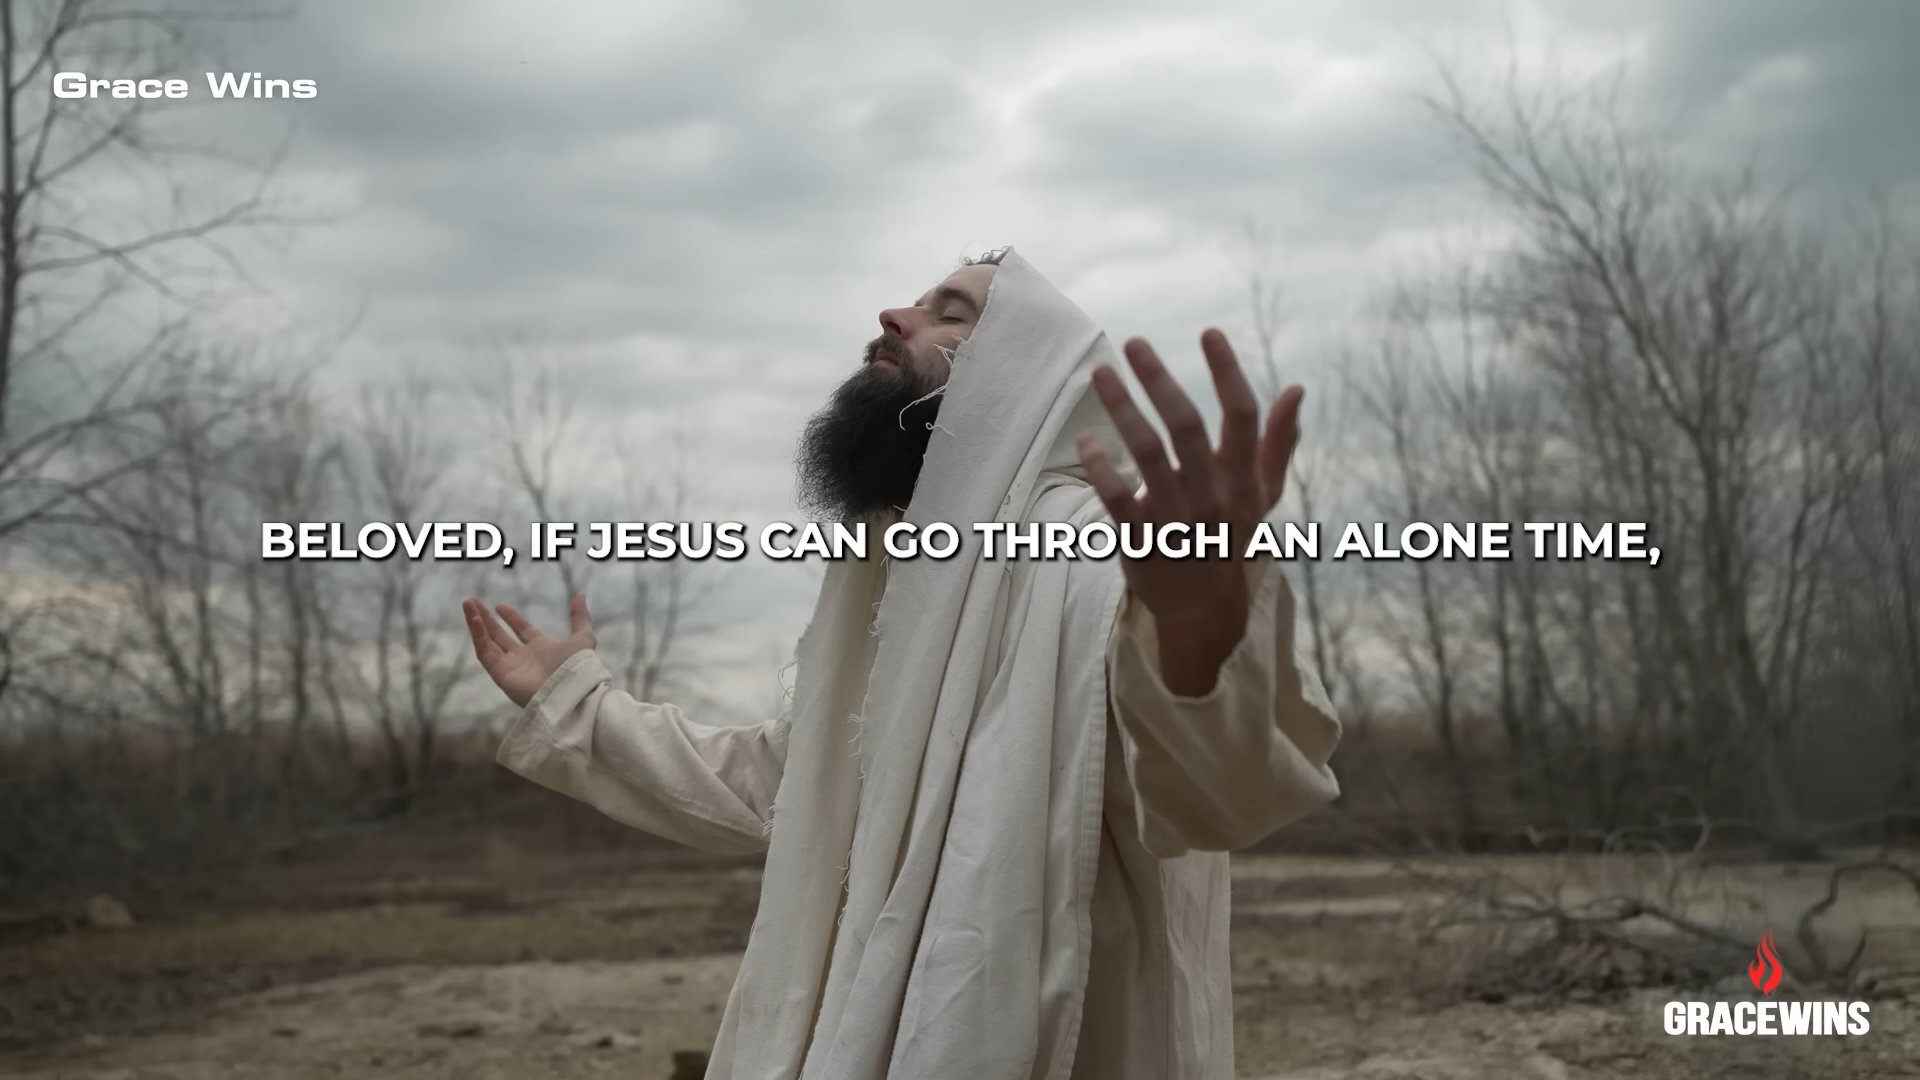 Grace Wins
BELOVED, IF JESUS CAN GO THROUGH AN ALONE TIME,
GRACEWINS